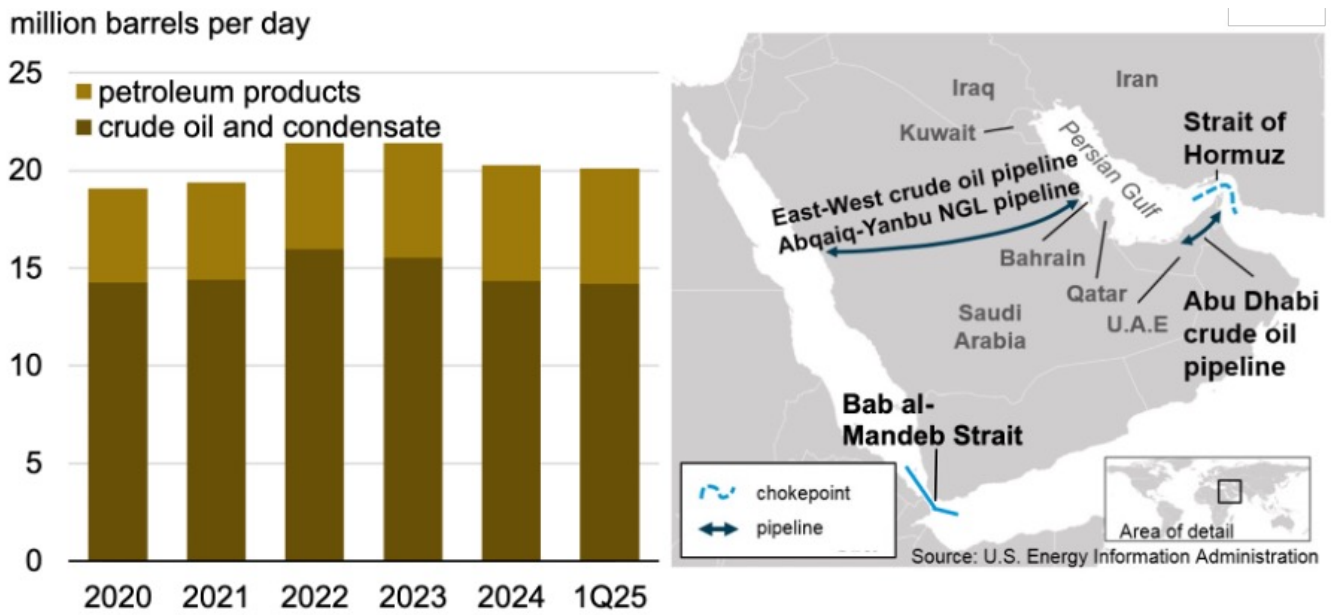 million barrels per day
25
petroleum products
crude oil and condensate
20
15
10
5
0
2020 2021 2022 2023 2024 1Q25
Iraq
Iran
Kuwait
Persian Gulf
Strait of
Hormuz
East-West crude oil pipeline
Abqaiq-Yanbu NGL pipeline
Bahrain
Qatar
U.A.E
Saudi
Arabia
Abu Dhabi
crude oil
pipeline
Bab al-
Mandeb Strait
chokepoint
pipeline
Area of detail
Source: U.S. Energy Information Administration